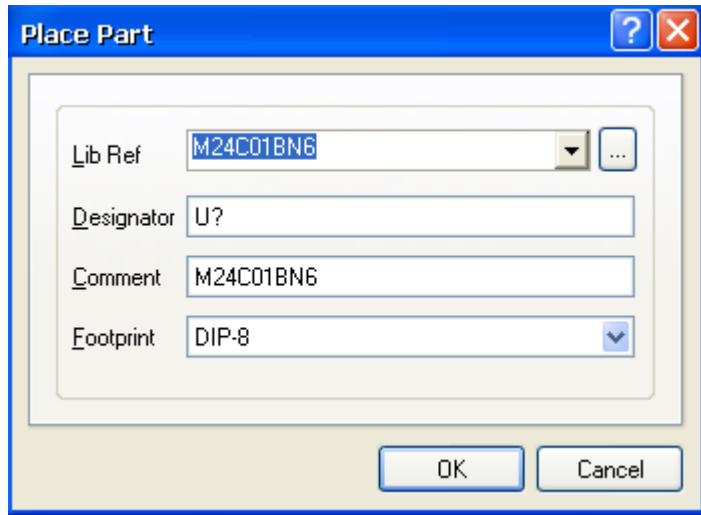 Place Part
Lib Ref M24C01BN6 ...
Designator U?
Comment M24C01BN6
Footprint DIP-8
OK Cancel